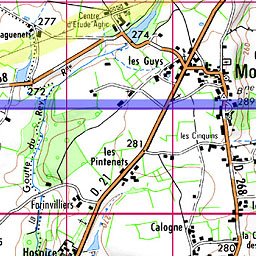 277
Centre
d'Étude Agric
274
aguenets
les Guys
Mo
272
289
les Cinquins
281
les
Pintenets
D. 21
D. 268
Forinvilliers
Calogne
Hospice
280